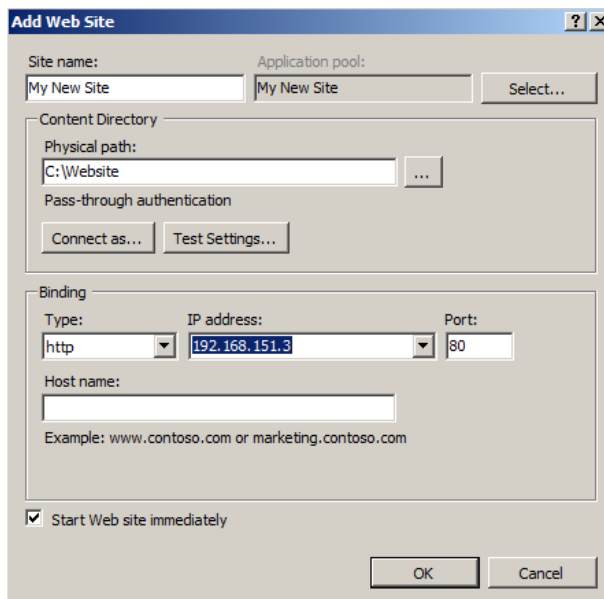 Add Web Site
Site name:
Application pool:
My New Site
My New Site
Select...
Content Directory
Physical path:
C:\Website
...
Pass-through authentication
Connect as...
Test Settings...
Binding
Type:
IP address:
Port:
http
192.168.151.3
80
Host name:
Example: www.contoso.com or marketing.contoso.com
Start Web site immediately
OK
Cancel